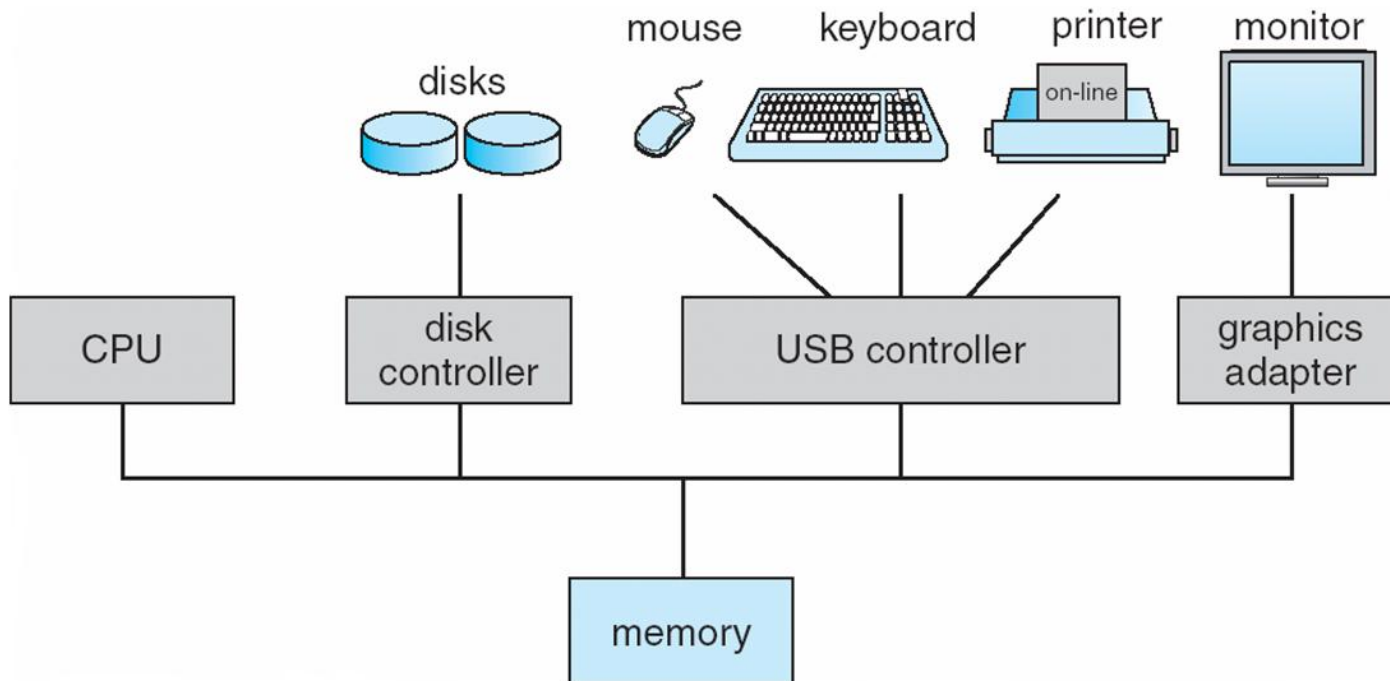 mouse
keyboard
printer
monitor
disks
on-line
CPU
disk
controller
USB controller
graphics
adapter
memory